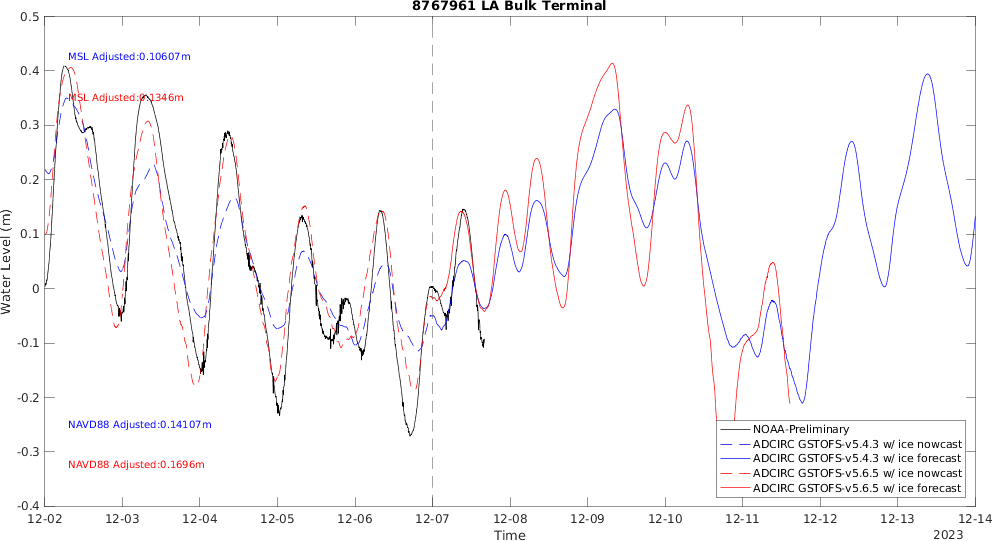 8767961 LA Bulk Terminal
0.5
0.4
0.3
0.2
0.1
0
-0.1
-0.2
-0.3
-0.4
Water Level (m)
MSL Adjusted:0.10607m
MSL Adjusted:0.1346m
NAVD88 Adjusted:0.14107m
NAVD88 Adjusted:0.1696m
NOAA-Preliminary
ADCIRC GSTOFS-v5.4.3 w/ ice nowcast
ADCIRC GSTOFS-v5.4.3 w/ ice forecast
ADCIRC GSTOFS-v5.6.5 w/ ice nowcast
ADCIRC GSTOFS-v5.6.5 w/ ice forecast
12-02 12-03 12-04 12-05 12-06 12-07 12-08 12-09 12-10 12-11 12-12 12-13 12-14
Time
2023